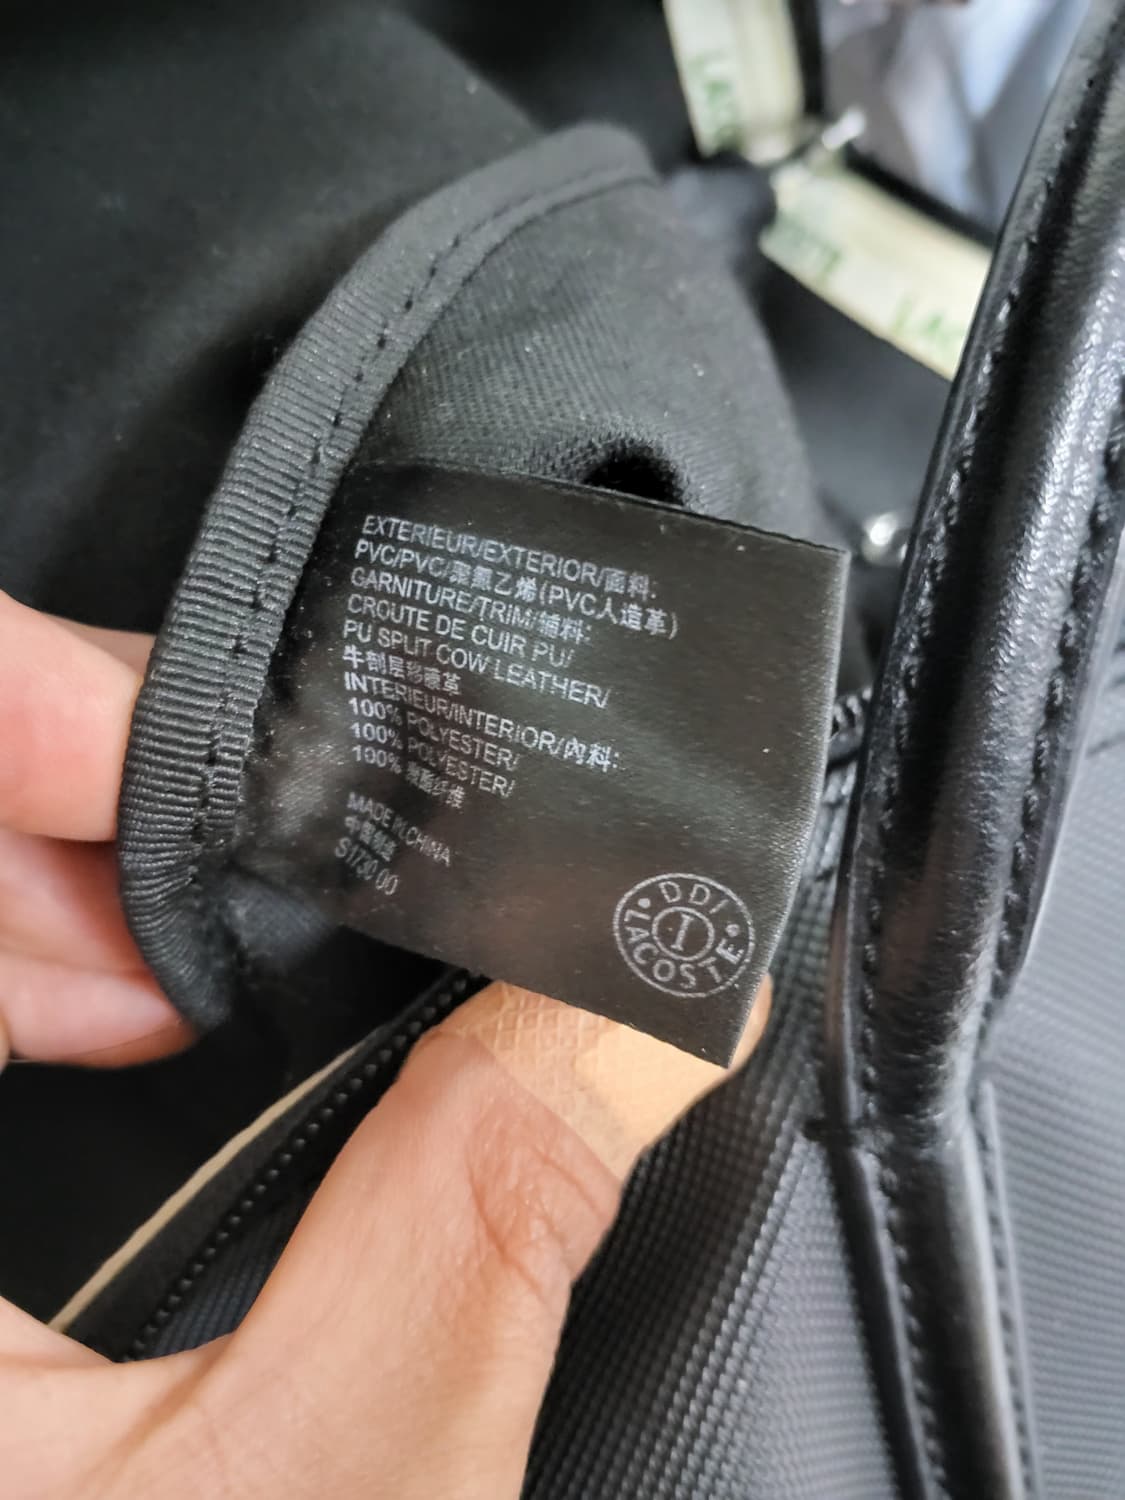 EXTERIEUR/EXTERIOR/面料:
PVC/PVC/聚氯乙烯(PVC人造革)
GARNITURE/TRIM/辅料:
CROUTE DE CUIR PU/
PU SPLIT COW LEATHER/
牛剖层移膜革
INTERIEUR/INTERIOR/内料:
100% POLYESTER/
100% POLYESTER/
100% 聚酯纤维
MADE IN CHINA
中国制造
S1730 00
DDI
I
LACOSTE